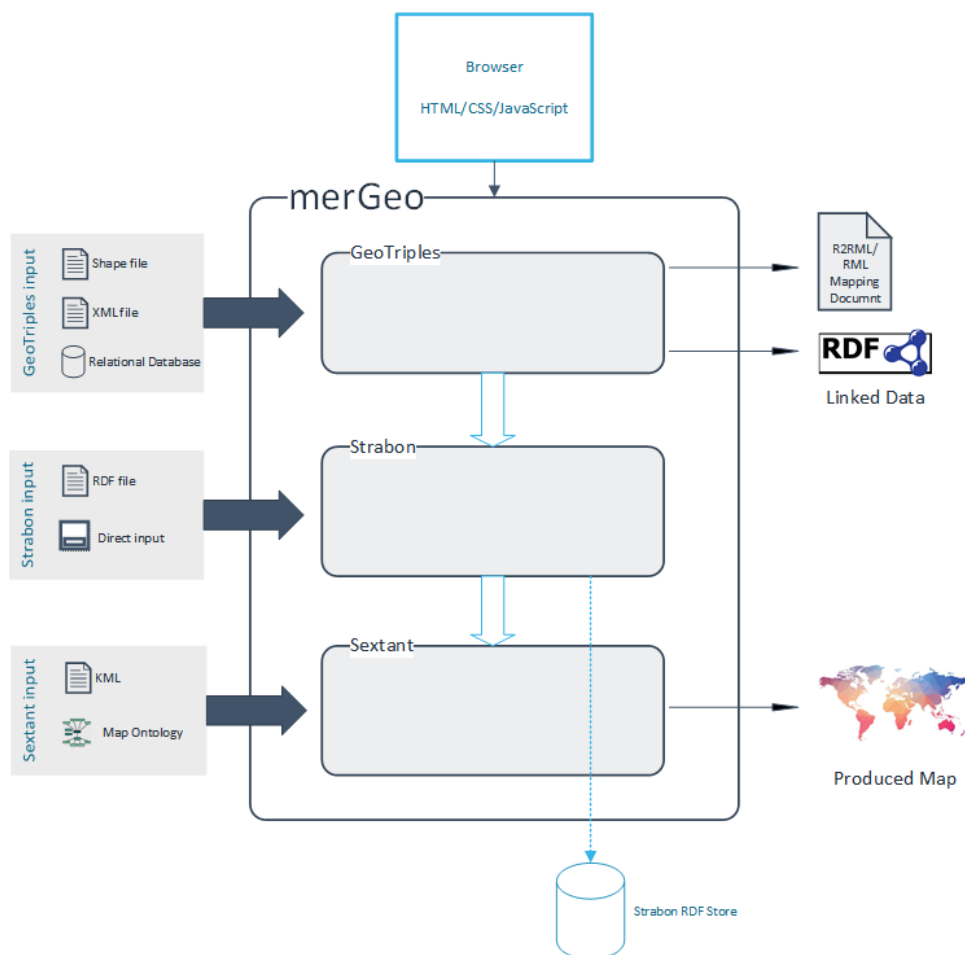 Browser
HTML/CSS/JavaScript
merGeo
GeoTriples input
Shape file
XML file
Relational Database
GeoTriples
R2RML/
RML
Mapping
Documnt
RDF
Linked Data
Strabon input
RDF file
Direct input
Strabon
Sextant input
KML
Map Ontology
Sextant
Produced Map
Strabon RDF Store